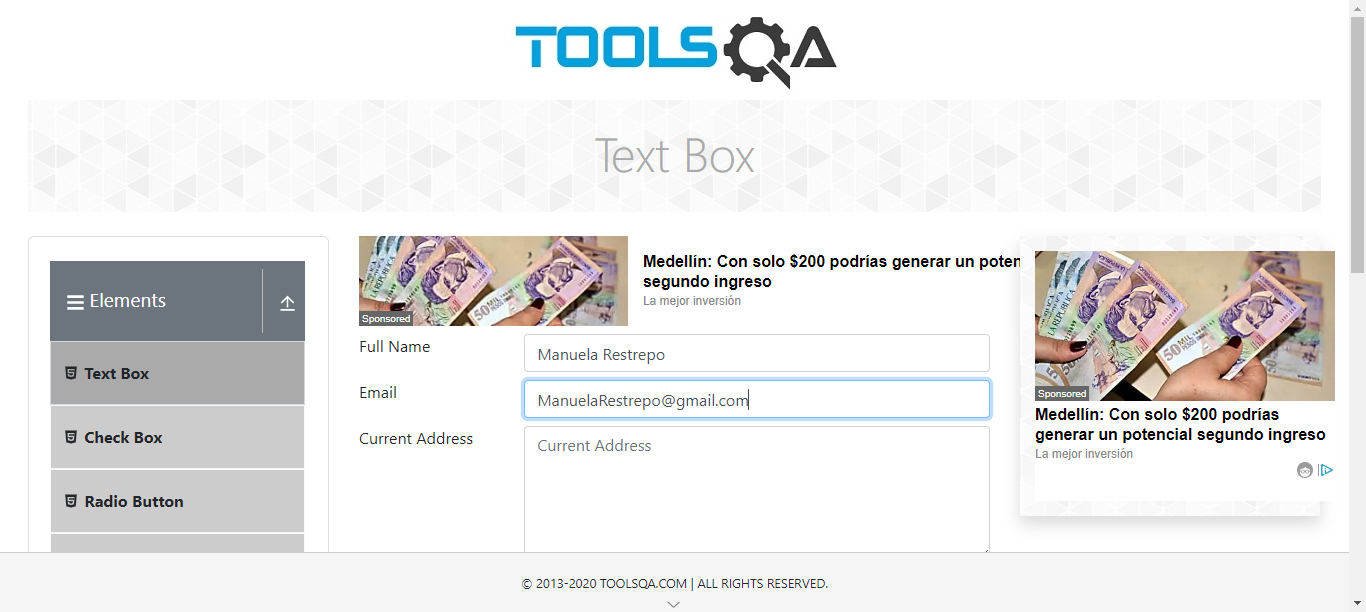 TOOLSQA
Text Box
Elements
Text Box
Check Box
Radio Button
Sponsored
Medellín: Con solo $200 podrías generar un poten
segundo ingreso
La mejor inversión
Full Name
Manuela Restrepo
Email
ManuelaRestrepo@gmail.com
Current Address
Current Address
Sponsored
Medellín: Con solo $200 podrías
generar un potencial segundo ingreso
La mejor inversión
© 2013-2020 TOOLSQA.COM | ALL RIGHTS RESERVED.